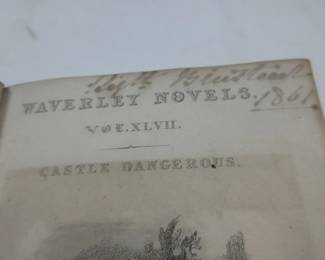 WAVERLEY NOVELS.
1861
VOL. XLVII.
CASTLE DANGEROUS.